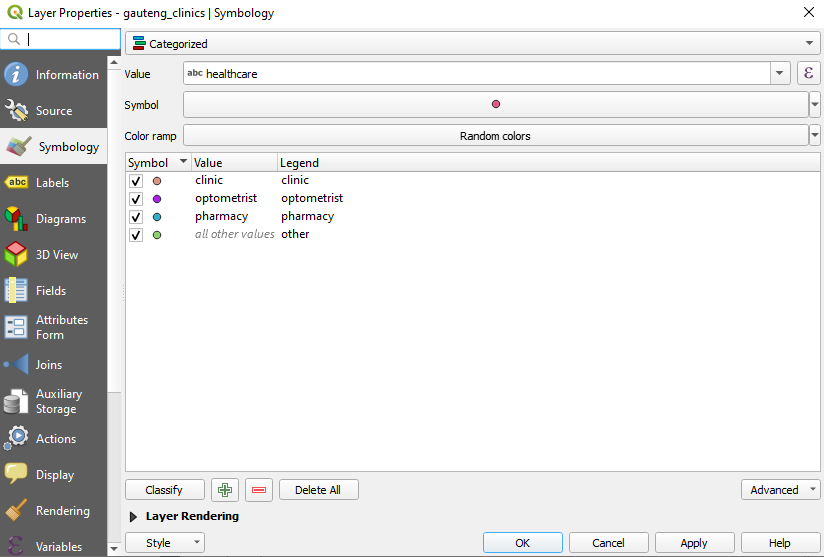 Layer Properties - gauteng_clinics | Symbology
Categorized
Information
Source
Symbology
Labels
Diagrams
3D View
Fields
Attributes
Form
Joins
Auxiliary
Storage
Actions
Display
Rendering
Variables
Value abc healthcare ε
Symbol
Color ramp Random colors
Symbol Value Legend
clinic clinic
optometrist optometrist
pharmacy pharmacy
all other values other
Classify Delete All Advanced
Layer Rendering
Style OK Cancel Apply Help